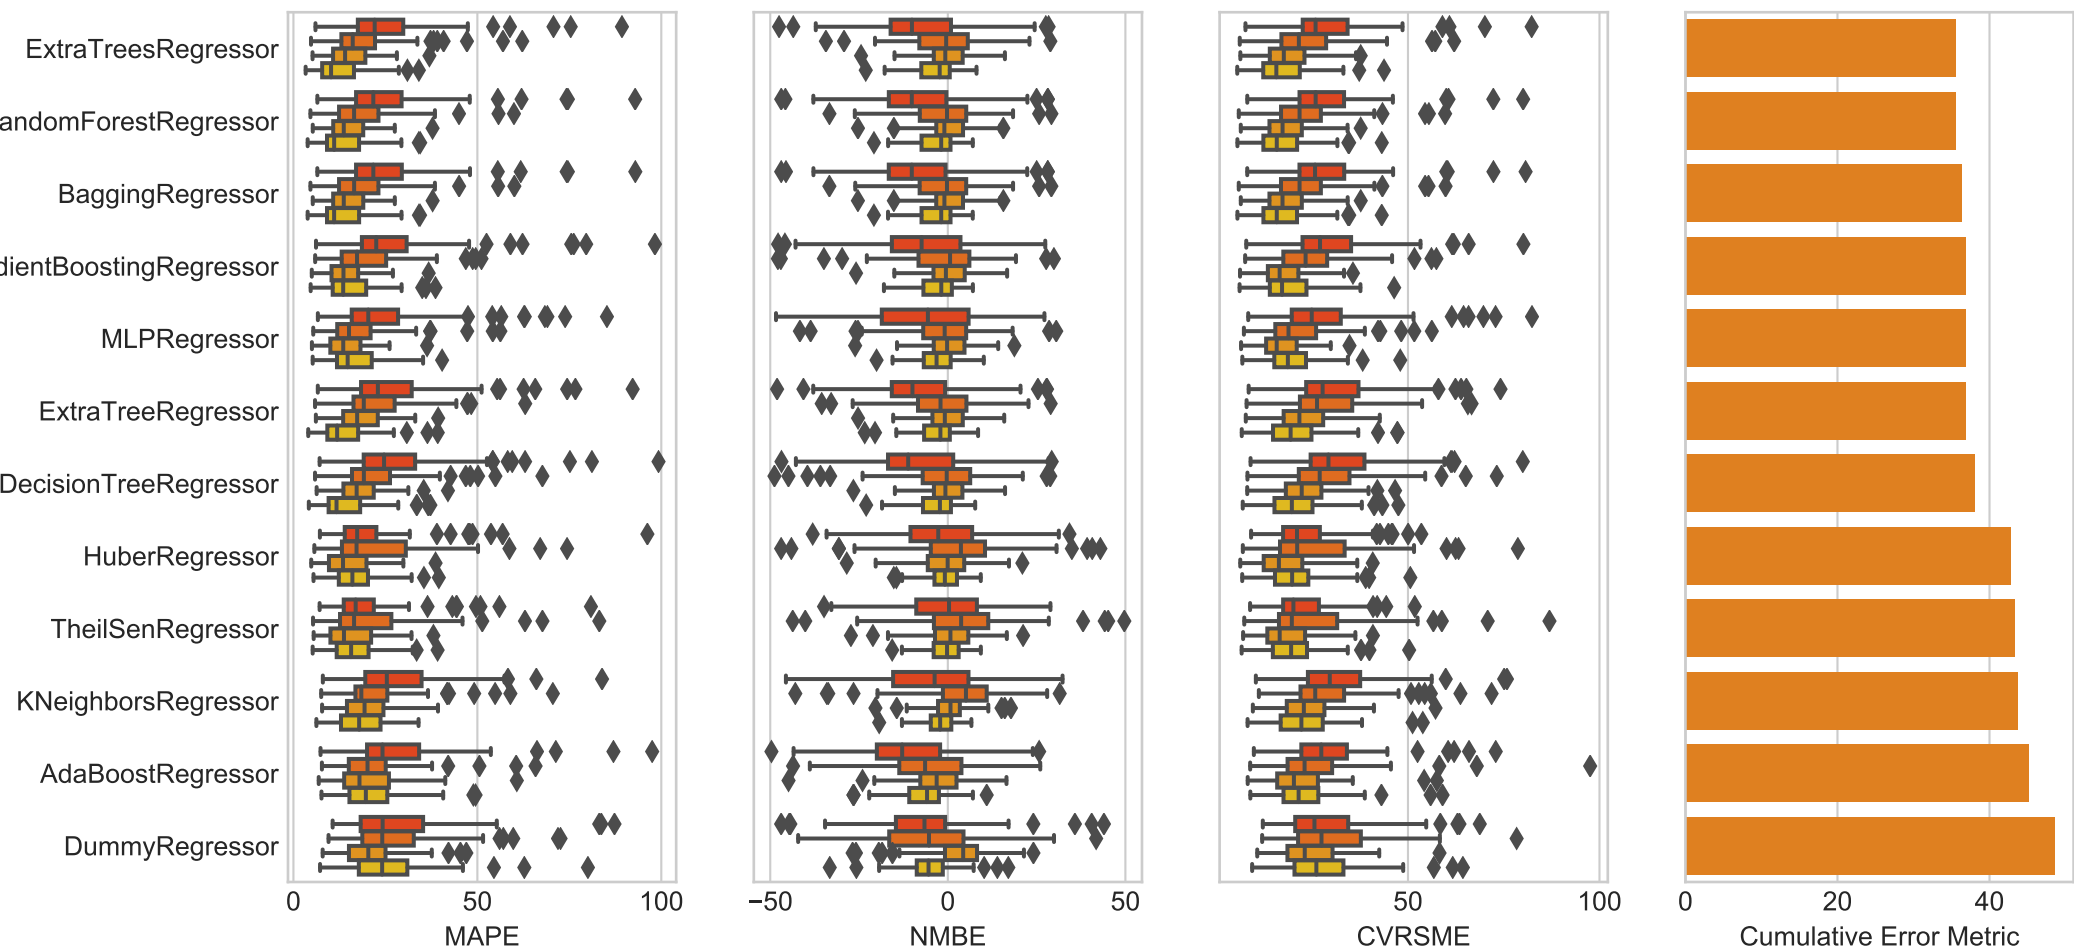 ExtraTreesRegressor
andomForestRegressor
BaggingRegressor
dientBoostingRegressor
MLPRegressor
ExtraTreeRegressor
DecisionTreeRegressor
HuberRegressor
TheilSenRegressor
KNeighborsRegressor
AdaBoostRegressor
DummyRegressor
0 50 100 −50 0 50 50 100 0 20 40
MAPE NMBE CVRSME Cumulative Error Metric